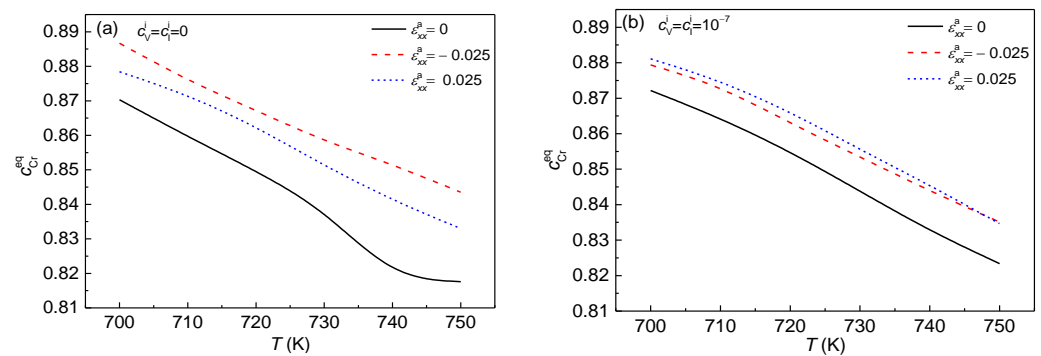 (a)
c_V^i=c_I^i=0
ε_xx^a= 0
ε_xx^a= − 0.025
ε_xx^a= 0.025
0.89
0.88
0.87
0.86
0.85
0.84
0.83
0.82
0.81
c_Cr^eq
700 710 720 730 740 750
T (K)
(b)
c_V^i=c_I^i=10^−7
ε_xx^a= 0
ε_xx^a= − 0.025
ε_xx^a= 0.025
0.89
0.88
0.87
0.86
0.85
0.84
0.83
0.82
0.81
c_Cr^eq
700 710 720 730 740 750
T (K)